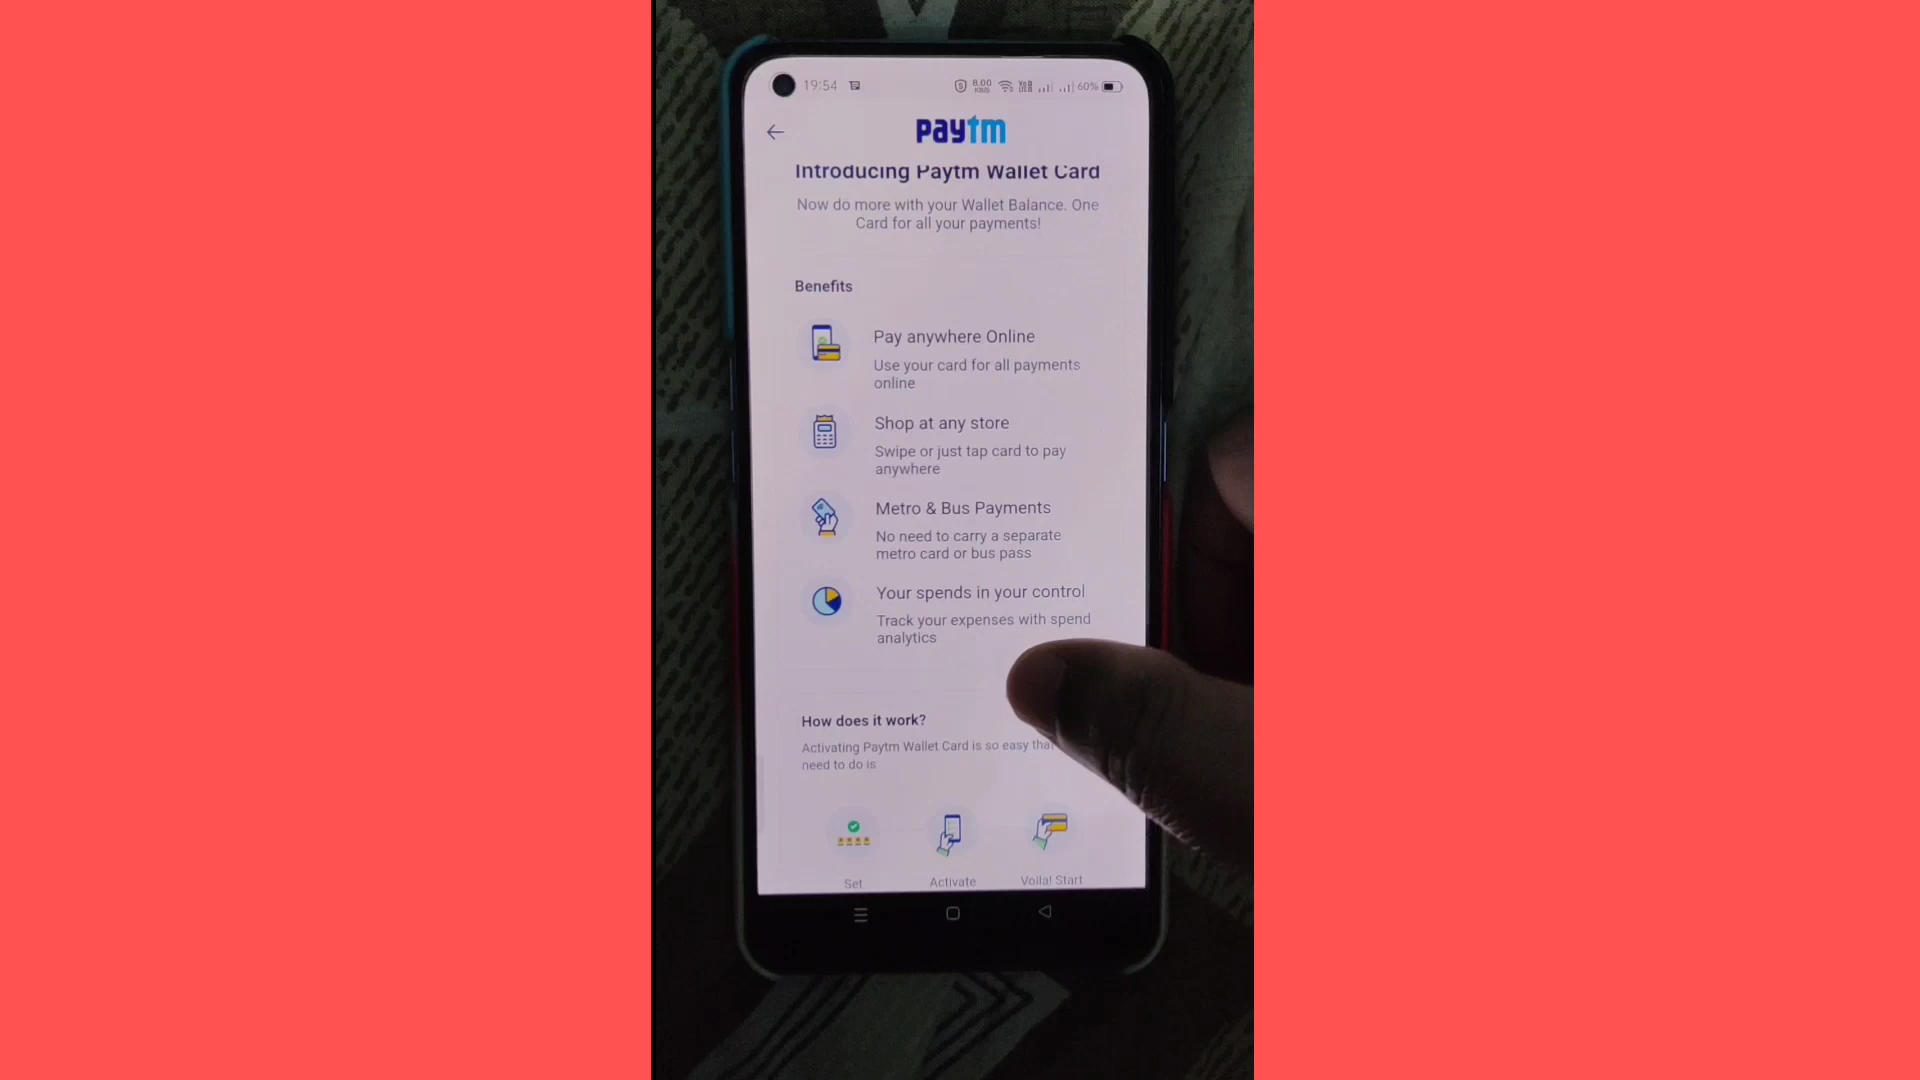 19:54 8.00 KB/S 60%
paytm
Introducing Paytm Wallet Card
Now do more with your Wallet Balance. One
Card for all your payments!
Benefits
Pay anywhere Online
Use your card for all payments
online
Shop at any store
Swipe or just tap card to pay
anywhere
Metro & Bus Payments
No need to carry a separate
metro card or bus pass
Your spends in your control
Track your expenses with spend
analytics
How does it work?
Activating Paytm Wallet Card is so easy that
need to do is
Set Activate Voila! Start